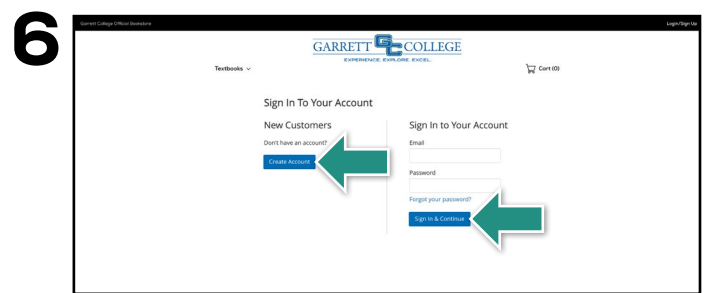 6
Garrett College Official Bookstore
Login/Sign Up
GARRETT GC COLLEGE
EXPERIENCE. EXPLORE. EXCEL.
Textbooks
Cart (0)
Sign In To Your Account
New Customers
Don't have an account?
Create Account
Sign In to Your Account
Email
Password
Forgot your password?
Sign In & Continue